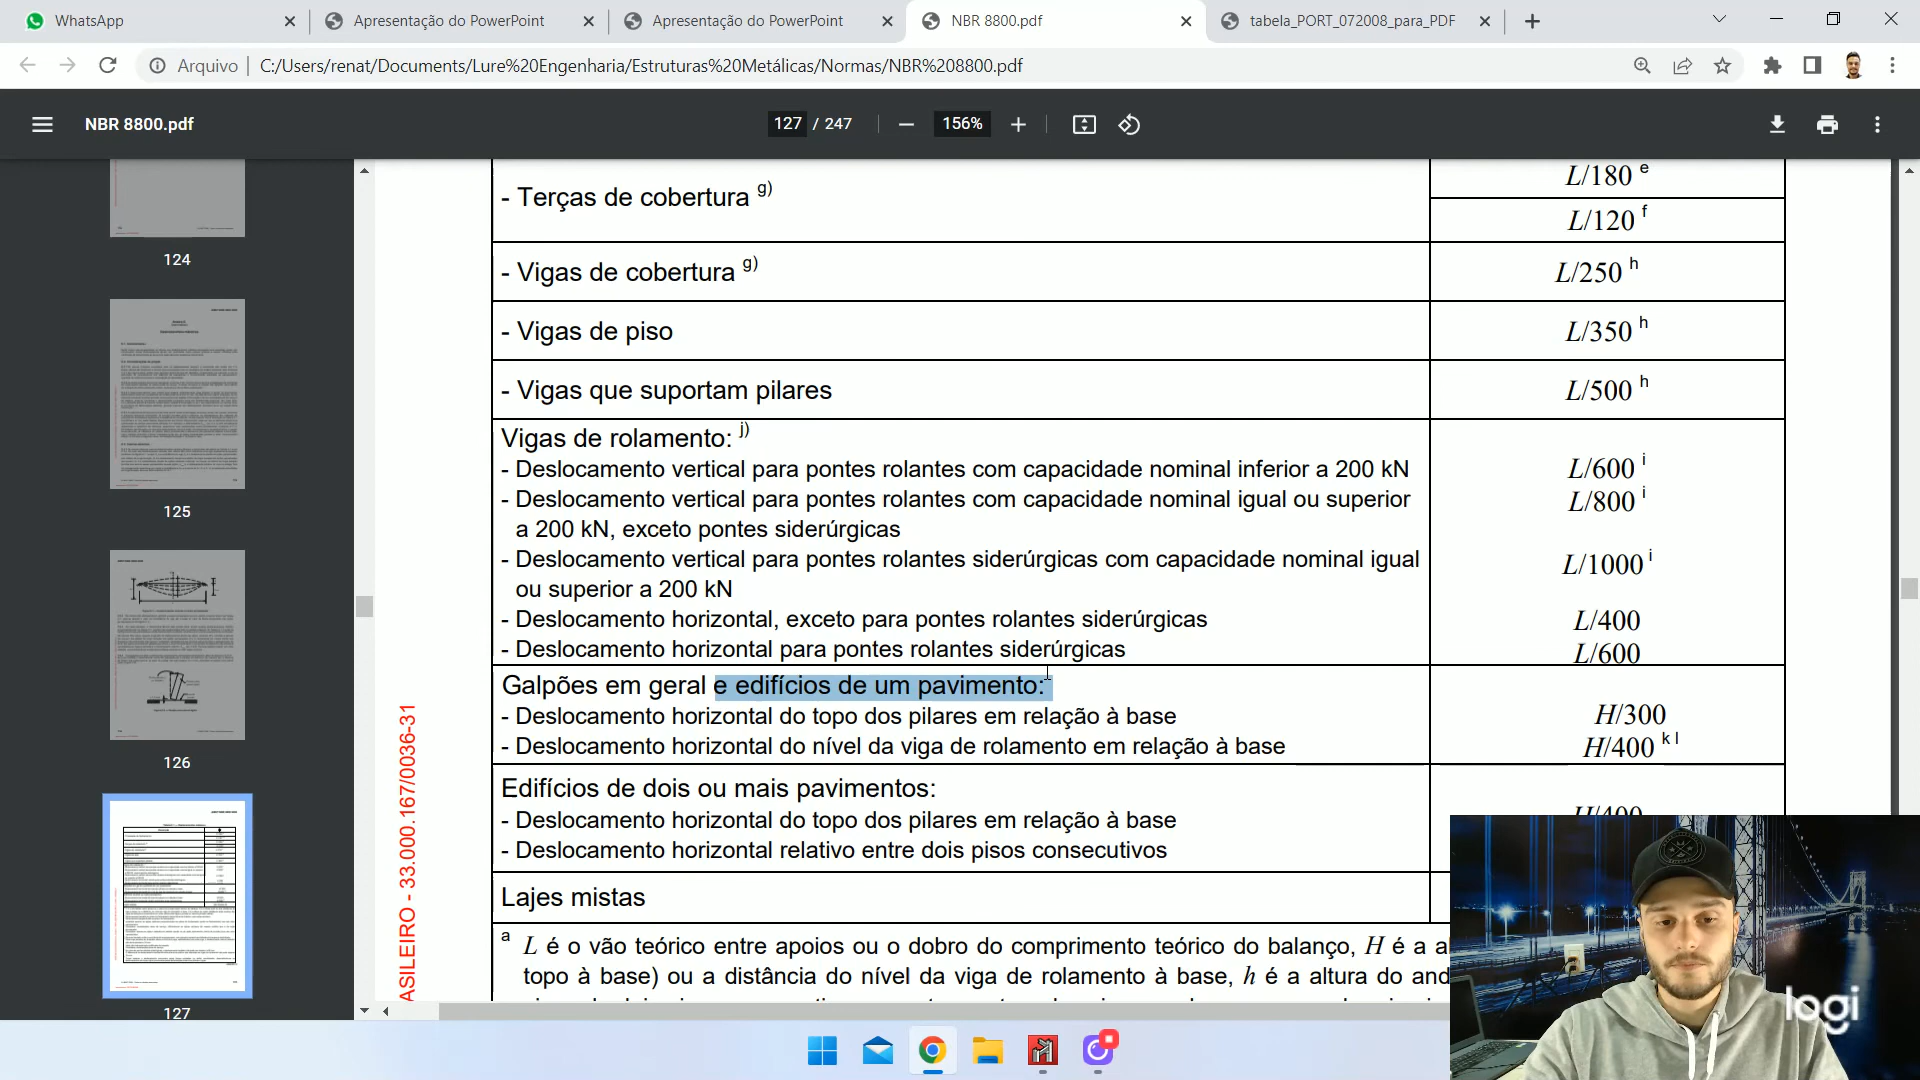 WhatsApp
Apresentação do PowerPoint
Apresentação do PowerPoint
NBR 8800.pdf
tabela_PORT_072008_para_PDF
Arquivo
C:/Users/renat/Documents/Lure%20Engenharia/Estruturas%20Metálicas/Normas/NBR%208800.pdf
NBR 8800.pdf
127 / 247
156%
124
125
126
127
ASILEIRO - 33.000.167/0036-31
- Terças de cobertura g)
L/180 e
L/120 f
- Vigas de cobertura g)
L/250 h
- Vigas de piso
L/350 h
- Vigas que suportam pilares
L/500 h
Vigas de rolamento: j)
- Deslocamento vertical para pontes rolantes com capacidade nominal inferior a 200 kN
L/600 i
- Deslocamento vertical para pontes rolantes com capacidade nominal igual ou superior
L/800 i
a 200 kN, exceto pontes siderúrgicas
- Deslocamento vertical para pontes rolantes siderúrgicas com capacidade nominal igual
L/1000 i
ou superior a 200 kN
- Deslocamento horizontal, exceto para pontes rolantes siderúrgicas
L/400
- Deslocamento horizontal para pontes rolantes siderúrgicas
L/600
Galpões em geral e edifícios de um pavimento:
- Deslocamento horizontal do topo dos pilares em relação à base
H/300
- Deslocamento horizontal do nível da viga de rolamento em relação à base
H/400 k l
Edifícios de dois ou mais pavimentos:
- Deslocamento horizontal do topo dos pilares em relação à base
H/400
- Deslocamento horizontal relativo entre dois pisos consecutivos
Lajes mistas
a L é o vão teórico entre apoios ou o dobro do comprimento teórico do balanço, H é a a
topo à base) ou a distância do nível da viga de rolamento à base, h é a altura do and
logi